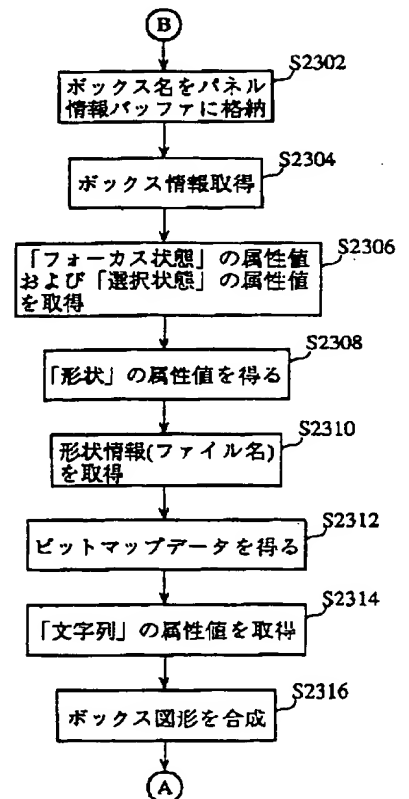 B
S2302
ボックス名をパネル
情報バッファに格納
S2304
ボックス情報取得
S2306
「フォーカス状態」の属性値
および「選択状態」の属性値
を取得
S2308
「形状」の属性値を得る
S2310
形状情報(ファイル名)
を取得
S2312
ビットマップデータを得る
S2314
「文字列」の属性値を取得
S2316
ボックス図形を合成
A